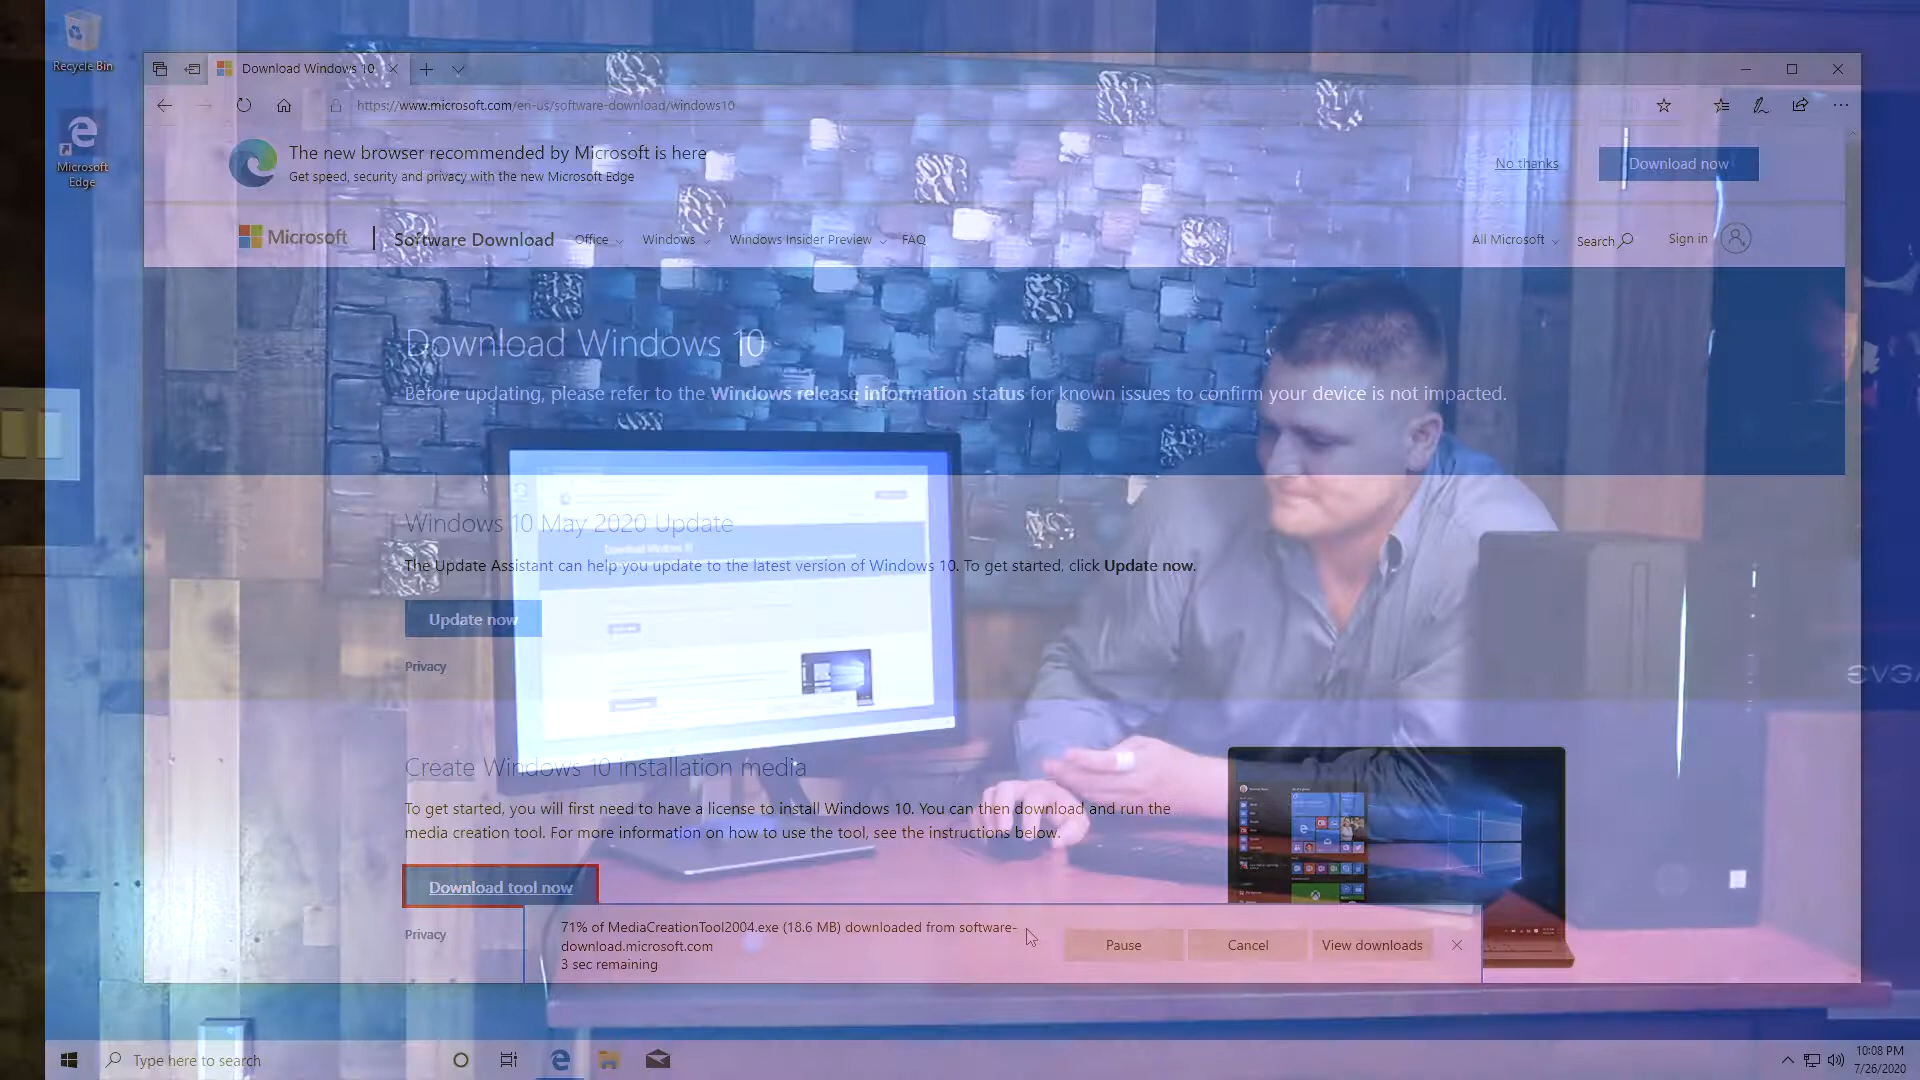 Recycle Bin
Microsoft
Edge
Download Windows 10
https://www.microsoft.com/en-us/software-download/windows10
The new browser recommended by Microsoft is here
Get speed, security and privacy with the new Microsoft Edge
No thanks
Download now
Microsoft
Software Download
Office
Windows
Windows Insider Preview
FAQ
All Microsoft
Search
Sign in
Download Windows 10
Before updating, please refer to the Windows release information status for known issues to confirm your device is not impacted.
Windows 10 May 2020 Update
The Update Assistant can help you update to the latest version of Windows 10. To get started, click Update now.
Update now
Privacy
EVGA
Create Windows 10 installation media
To get started, you will first need to have a license to install Windows 10. You can then download and run the
media creation tool. For more information on how to use the tool, see the instructions below.
Download tool now
Privacy
71% of MediaCreationTool2004.exe (18.6 MB) downloaded from software-
download.microsoft.com
3 sec remaining
Pause
Cancel
View downloads
Type here to search
10:08 PM
7/26/2020